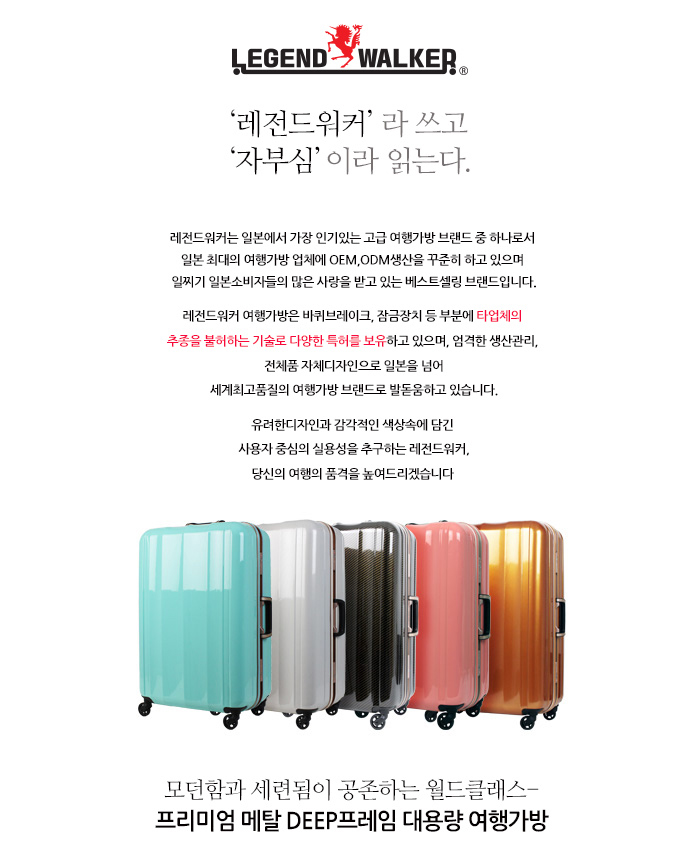 LEGEND WALKER®
‘레전드워커’ 라 쓰고
‘자부심’ 이라 읽는다.
레전드워커는 일본에서 가장 인기있는 고급 여행가방 브랜드 중 하나로서
일본 최대의 여행가방 업체에 OEM,ODM생산을 꾸준히 하고 있으며
일찌기 일본소비자들의 많은 사랑을 받고 있는 베스트셀링 브랜드입니다.
레전드워커 여행가방은 바퀴브레이크, 잠금장치 등 부분에 타업체의
추종을 불허하는 기술로 다양한 특허를 보유하고 있으며, 엄격한 생산관리,
전체품 자체디자인으로 일본을 넘어
세계최고품질의 여행가방 브랜드로 발돋움하고 있습니다.
유려한디자인과 감각적인 색상속에 담긴
사용자 중심의 실용성을 추구하는 레전드워커,
당신의 여행의 품격을 높여드리겠습니다
모던함과 세련됨이 공존하는 월드클래스-
프리미엄 메탈 DEEP프레임 대용량 여행가방